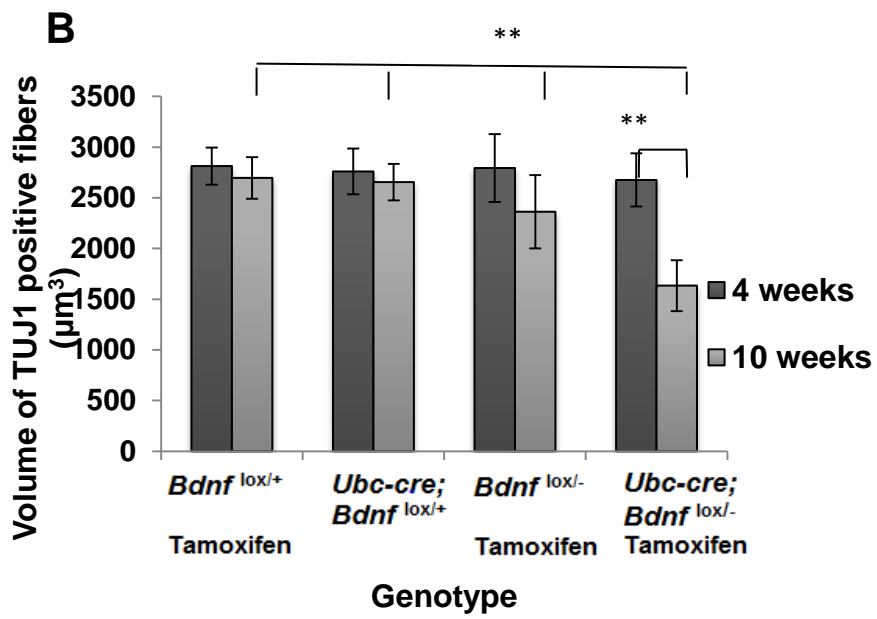 B
**
**
Volume of TUJ1 positive fibers
(µm³)
3500
3000
2500
2000
1500
1000
500
0
4 weeks
10 weeks
Bdnf lox/+
Tamoxifen
Ubc-cre;
Bdnf lox/+
Bdnf lox/-
Tamoxifen
Ubc-cre;
Bdnf lox/-
Tamoxifen
Genotype